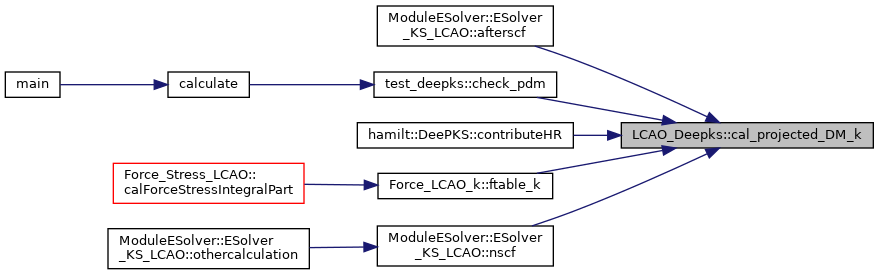 ModuleESolver::ESolver
_KS_LCAO::afterscf
main
calculate
test_deepks::check_pdm
hamilt::DeePKS::contributeHR
LCAO_Deepks::cal_projected_DM_k
Force_Stress_LCAO::
calForceStressIntegralPart
Force_LCAO_k::ftable_k
ModuleESolver::ESolver
_KS_LCAO::othercalculation
ModuleESolver::ESolver
_KS_LCAO::nscf